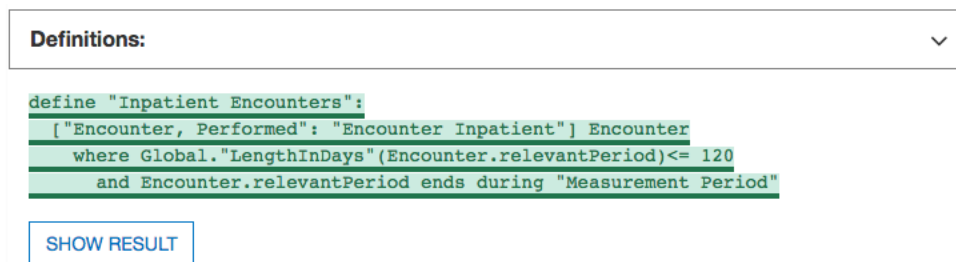 Definitions:
define "Inpatient Encounters":
["Encounter, Performed": "Encounter Inpatient"] Encounter
where Global."LengthInDays"(Encounter.relevantPeriod)<= 120
and Encounter.relevantPeriod ends during "Measurement Period"
SHOW RESULT